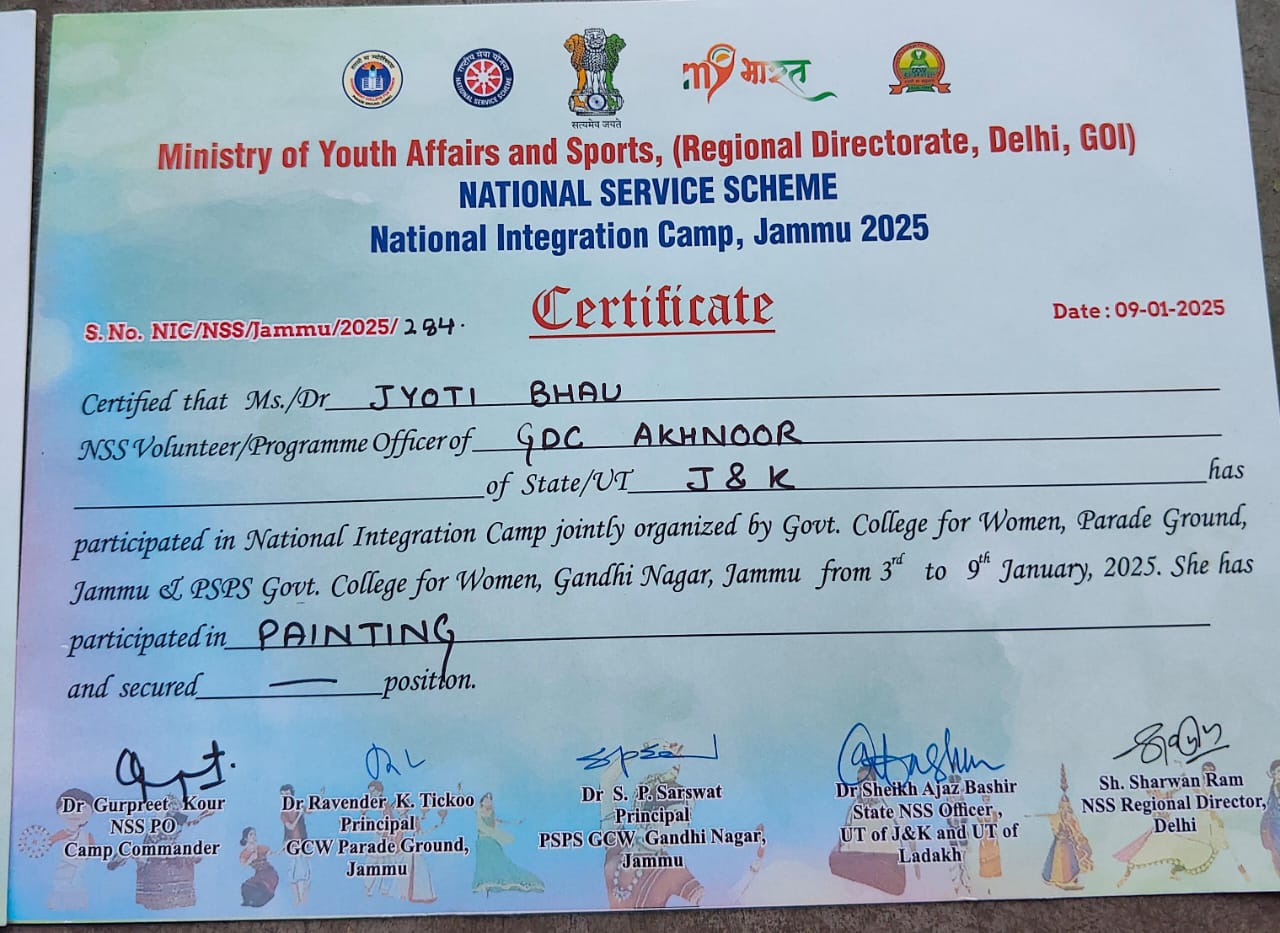 NATIONAL SERVICE SCHEME
सत्यमेव जयते
my भारत
Ministry of Youth Affairs and Sports, (Regional Directorate, Delhi, GOI)
NATIONAL SERVICE SCHEME
National Integration Camp, Jammu 2025
Certificate
S. No. NIC/NSS/Jammu/2025/284.
Date : 09-01-2025
Certified that Ms./Dr JYOTI BHAU
NSS Volunteer/Programme Officer of GDC AKHNOOR
of State/UT J & K has
participated in National Integration Camp jointly organized by Govt. College for Women, Parade Ground,
Jammu & PSPS Govt. College for Women, Gandhi Nagar, Jammu from 3rd to 9th January, 2025. She has
participated in PAINTING
and secured — position.
Dr Gurpreet Kour
NSS PO
Camp Commander
Dr Ravender K. Tickoo
Principal
GCW Parade Ground,
Jammu
Dr S. P. Sarswat
Principal
PSPS GCW Gandhi Nagar,
Jammu
Dr Sheikh Ajaz Bashir
State NSS Officer,
UT of J&K and UT of
Ladakh
Sh. Sharwan Ram
NSS Regional Director,
Delhi